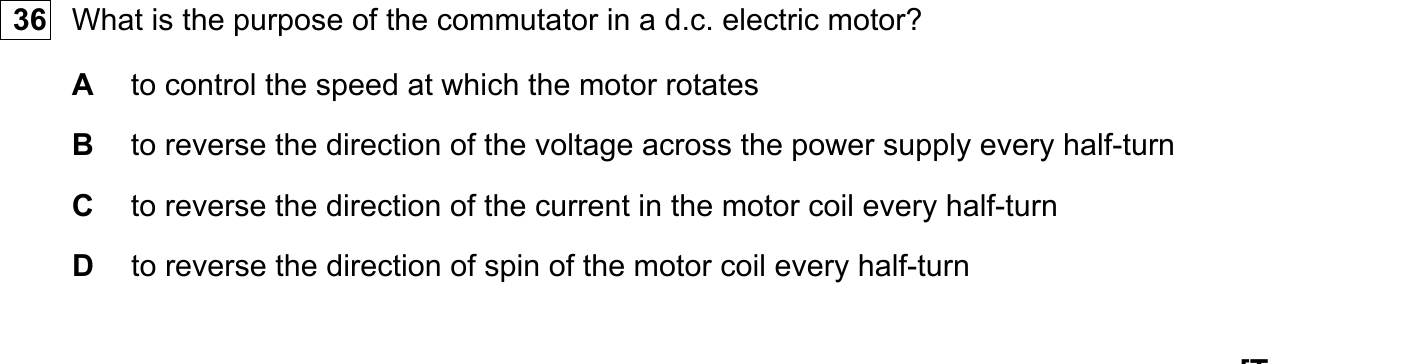 36 What is the purpose of the commutator in a d.c. electric motor?
A to control the speed at which the motor rotates
B to reverse the direction of the voltage across the power supply every half-turn
C to reverse the direction of the current in the motor coil every half-turn
D to reverse the direction of spin of the motor coil every half-turn